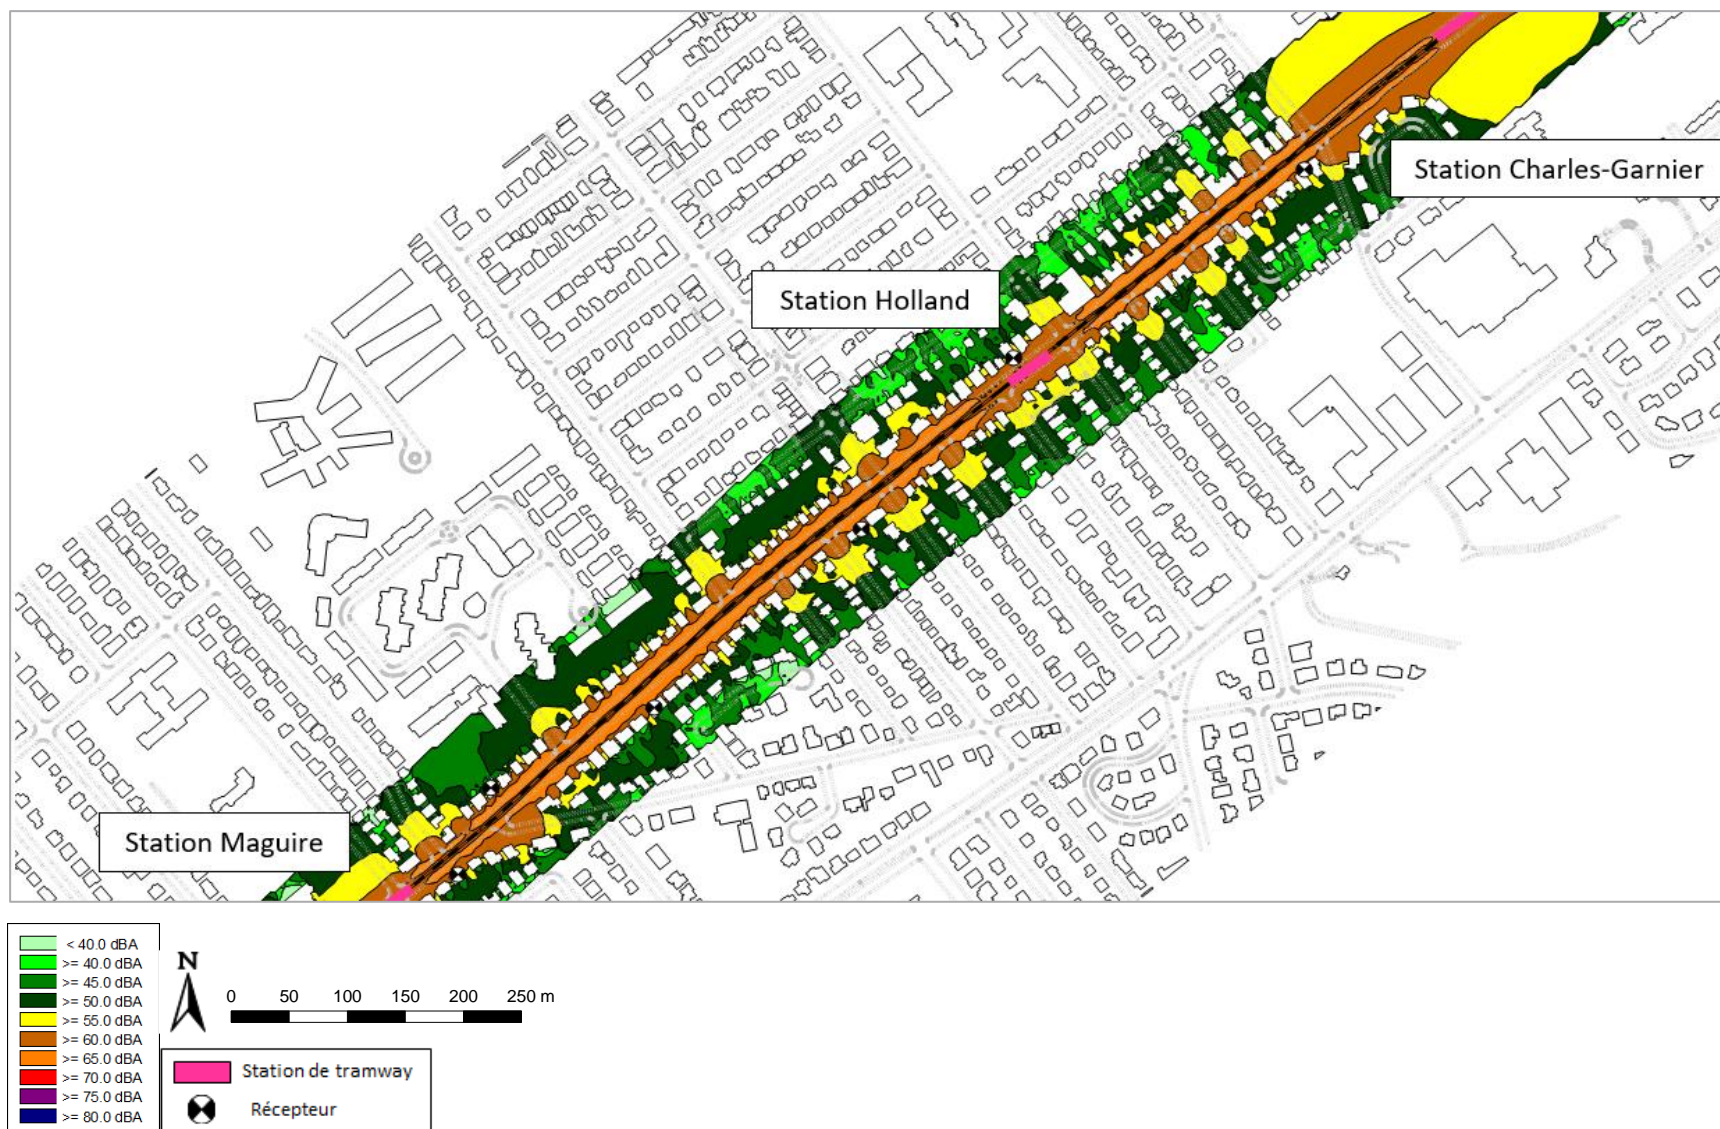 Station Charles-Garnier
Station Holland
Station Maguire
< 40.0 dBA
>= 40.0 dBA
>= 45.0 dBA
>= 50.0 dBA
>= 55.0 dBA
>= 60.0 dBA
>= 65.0 dBA
>= 70.0 dBA
>= 75.0 dBA
>= 80.0 dBA
N
0 50 100 150 200 250 m
Station de tramway
Récepteur